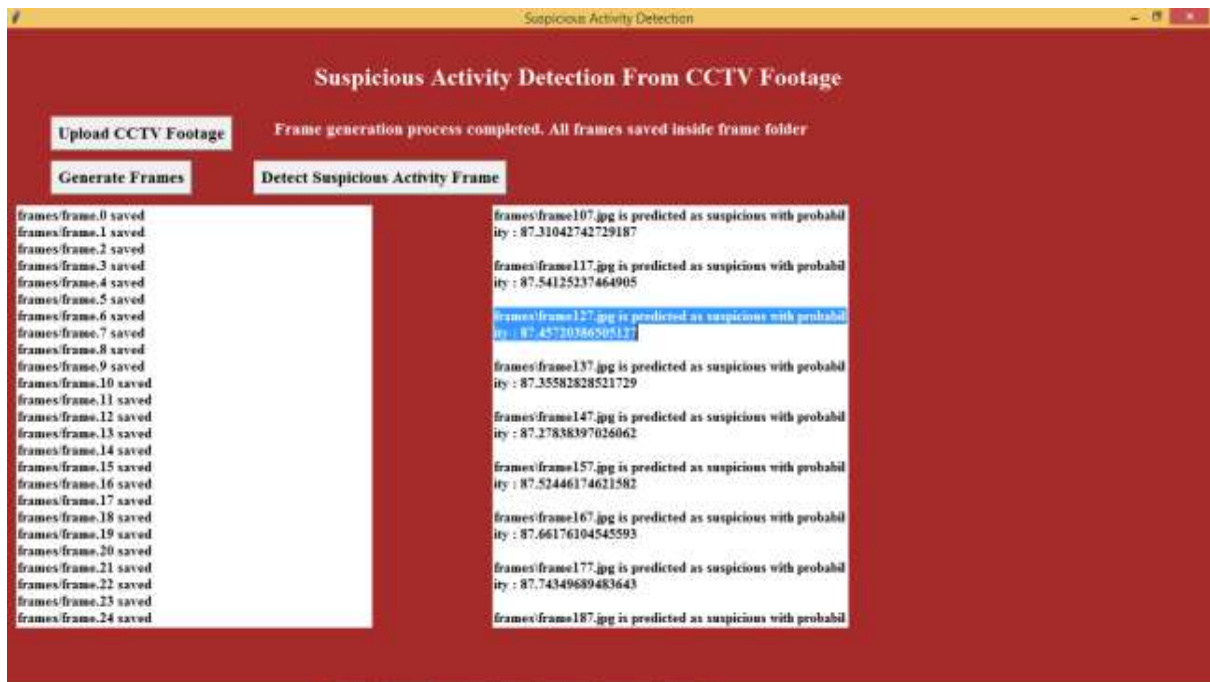 Suspicious Activity Detection
Suspicious Activity Detection From CCTV Footage
Upload CCTV Footage
Frame generation process completed. All frames saved inside frame folder
Generate Frames
Detect Suspicious Activity Frame
frames/frame.0 saved
frames/frame.1 saved
frames/frame.2 saved
frames/frame.3 saved
frames/frame.4 saved
frames/frame.5 saved
frames/frame.6 saved
frames/frame.7 saved
frames/frame.8 saved
frames/frame.9 saved
frames/frame.10 saved
frames/frame.11 saved
frames/frame.12 saved
frames/frame.13 saved
frames/frame.14 saved
frames/frame.15 saved
frames/frame.16 saved
frames/frame.17 saved
frames/frame.18 saved
frames/frame.19 saved
frames/frame.20 saved
frames/frame.21 saved
frames/frame.22 saved
frames/frame.23 saved
frames/frame.24 saved
frames\frame107.jpg is predicted as suspicious with probabil
ity : 87.31042742729187
frames\frame117.jpg is predicted as suspicious with probabil
ity : 87.54125237464905
frames\frame127.jpg is predicted as suspicious with probabil
ity : 87.45720386505127
frames\frame137.jpg is predicted as suspicious with probabil
ity : 87.35582828521729
frames\frame147.jpg is predicted as suspicious with probabil
ity : 87.27838397026062
frames\frame157.jpg is predicted as suspicious with probabil
ity : 87.52446174621582
frames\frame167.jpg is predicted as suspicious with probabil
ity : 87.66176104545593
frames\frame177.jpg is predicted as suspicious with probabil
ity : 87.74349689483643
frames\frame187.jpg is predicted as suspicious with probabil